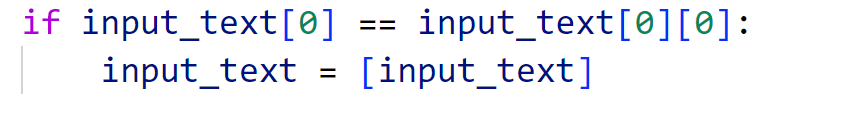 if input_text[0] == input_text[0][0]:
    input_text = [input_text]